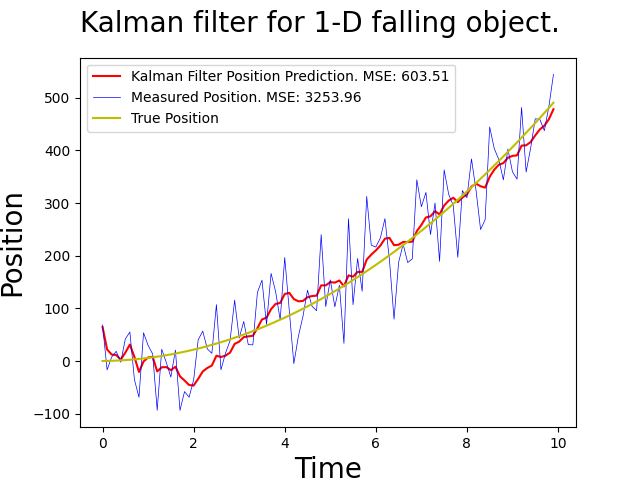 Kalman filter for 1-D falling object.
Kalman Filter Position Prediction. MSE: 603.51
Measured Position. MSE: 3253.96
True Position
500
400
300
200
100
0
−100
Position
0 2 4 6 8 10
Time